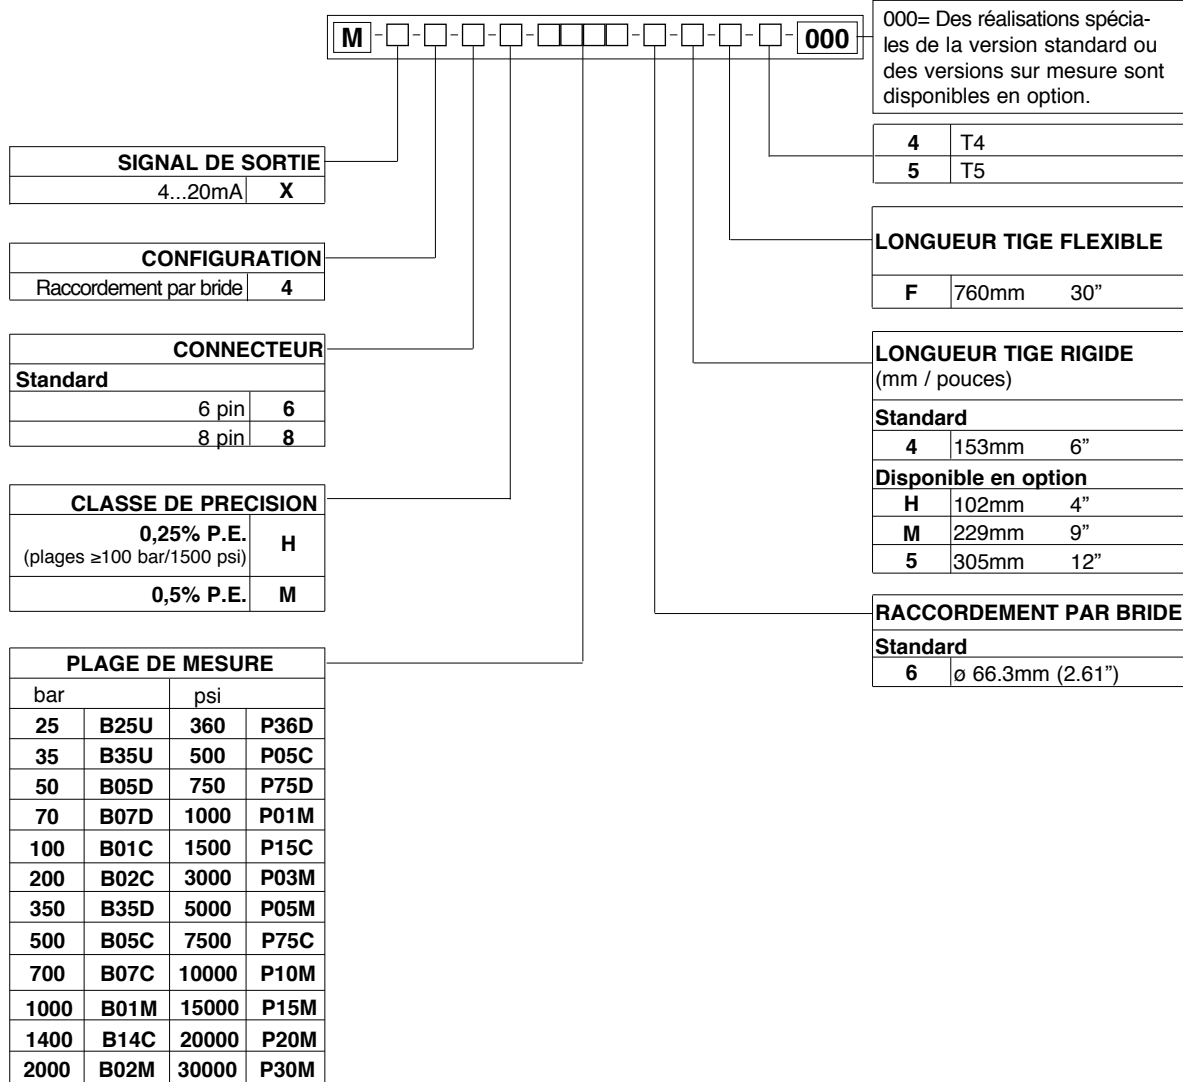 M - - - - - - - - - 000
000= Des réalisations spécia-
les de la version standard ou
des versions sur mesure sont
disponibles en option.
SIGNAL DE SORTIE
4...20mA X
CONFIGURATION
Raccordement par bride 4
CONNECTEUR
Standard
6 pin 6
8 pin 8
CLASSE DE PRECISION
0,25% P.E. H
(plages ≥100 bar/1500 psi)
0,5% P.E. M
PLAGE DE MESURE
bar psi
25 B25U 360 P36D
35 B35U 500 P05C
50 B05D 750 P75D
70 B07D 1000 P01M
100 B01C 1500 P15C
200 B02C 3000 P03M
350 B35D 5000 P05M
500 B05C 7500 P75C
700 B07C 10000 P10M
1000 B01M 15000 P15M
1400 B14C 20000 P20M
2000 B02M 30000 P30M
4 T4
5 T5
LONGUEUR TIGE FLEXIBLE
F 760mm 30”
LONGUEUR TIGE RIGIDE
(mm / pouces)
Standard
4 153mm 6”
Disponible en option
H 102mm 4”
M 229mm 9”
5 305mm 12”
RACCORDEMENT PAR BRIDE
Standard
6 ø 66.3mm (2.61”)